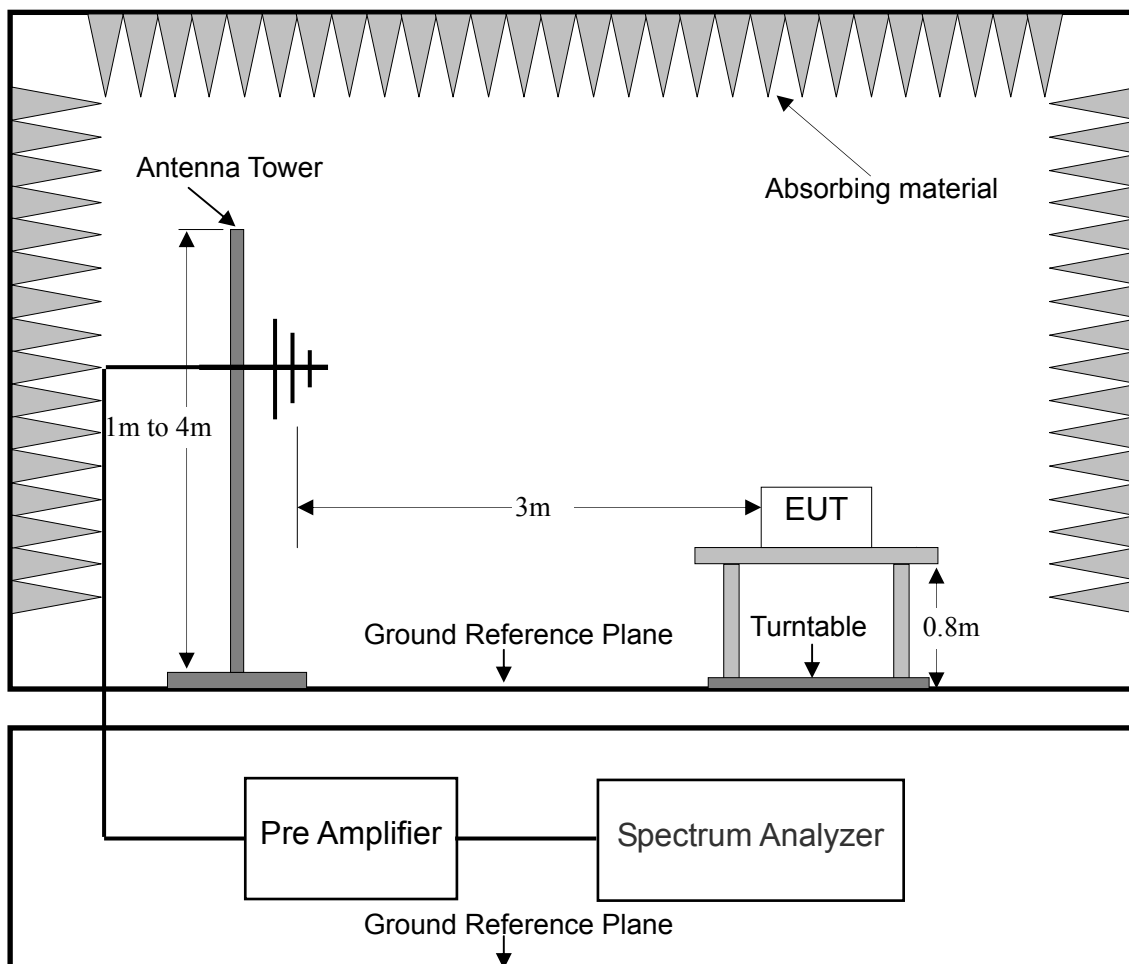 Antenna Tower
Absorbing material
1m to 4m
3m
EUT
Ground Reference Plane
Turntable
0.8m
Pre Amplifier
Spectrum Analyzer
Ground Reference Plane